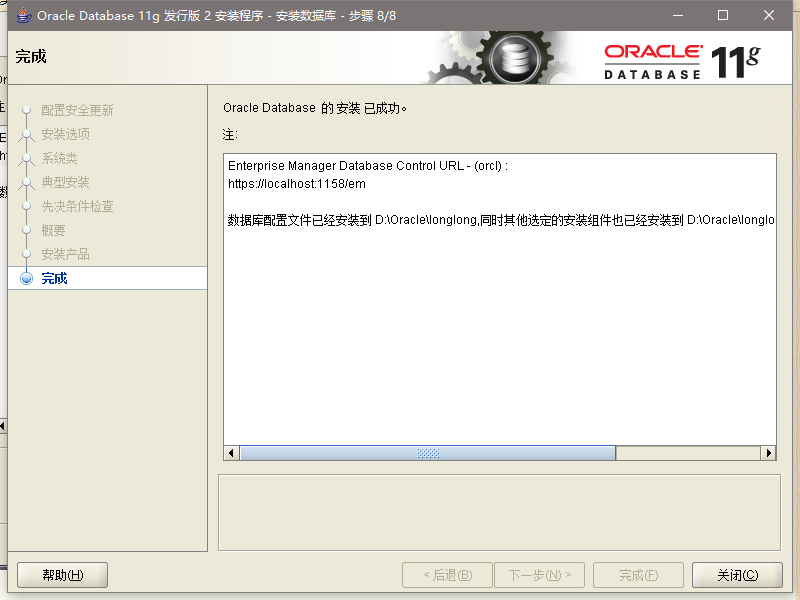 Oracle Database 11g 发行版 2 安装程序 - 安装数据库 - 步骤 8/8
完成
ORACLE
DATABASE 11g
配置安全更新
安装选项
系统类
典型安装
先决条件检查
概要
安装产品
完成
Oracle Database 的 安装 已成功。
注:
Enterprise Manager Database Control URL - (orcl) :
https://localhost:1158/em
数据库配置文件已经安装到 D:\Oracle\longlong,同时其他选定的安装组件也已经安装到 D:\Oracle\longlo
帮助(H)
< 后退(B)
下一步(N) >
完成(F)
关闭(C)